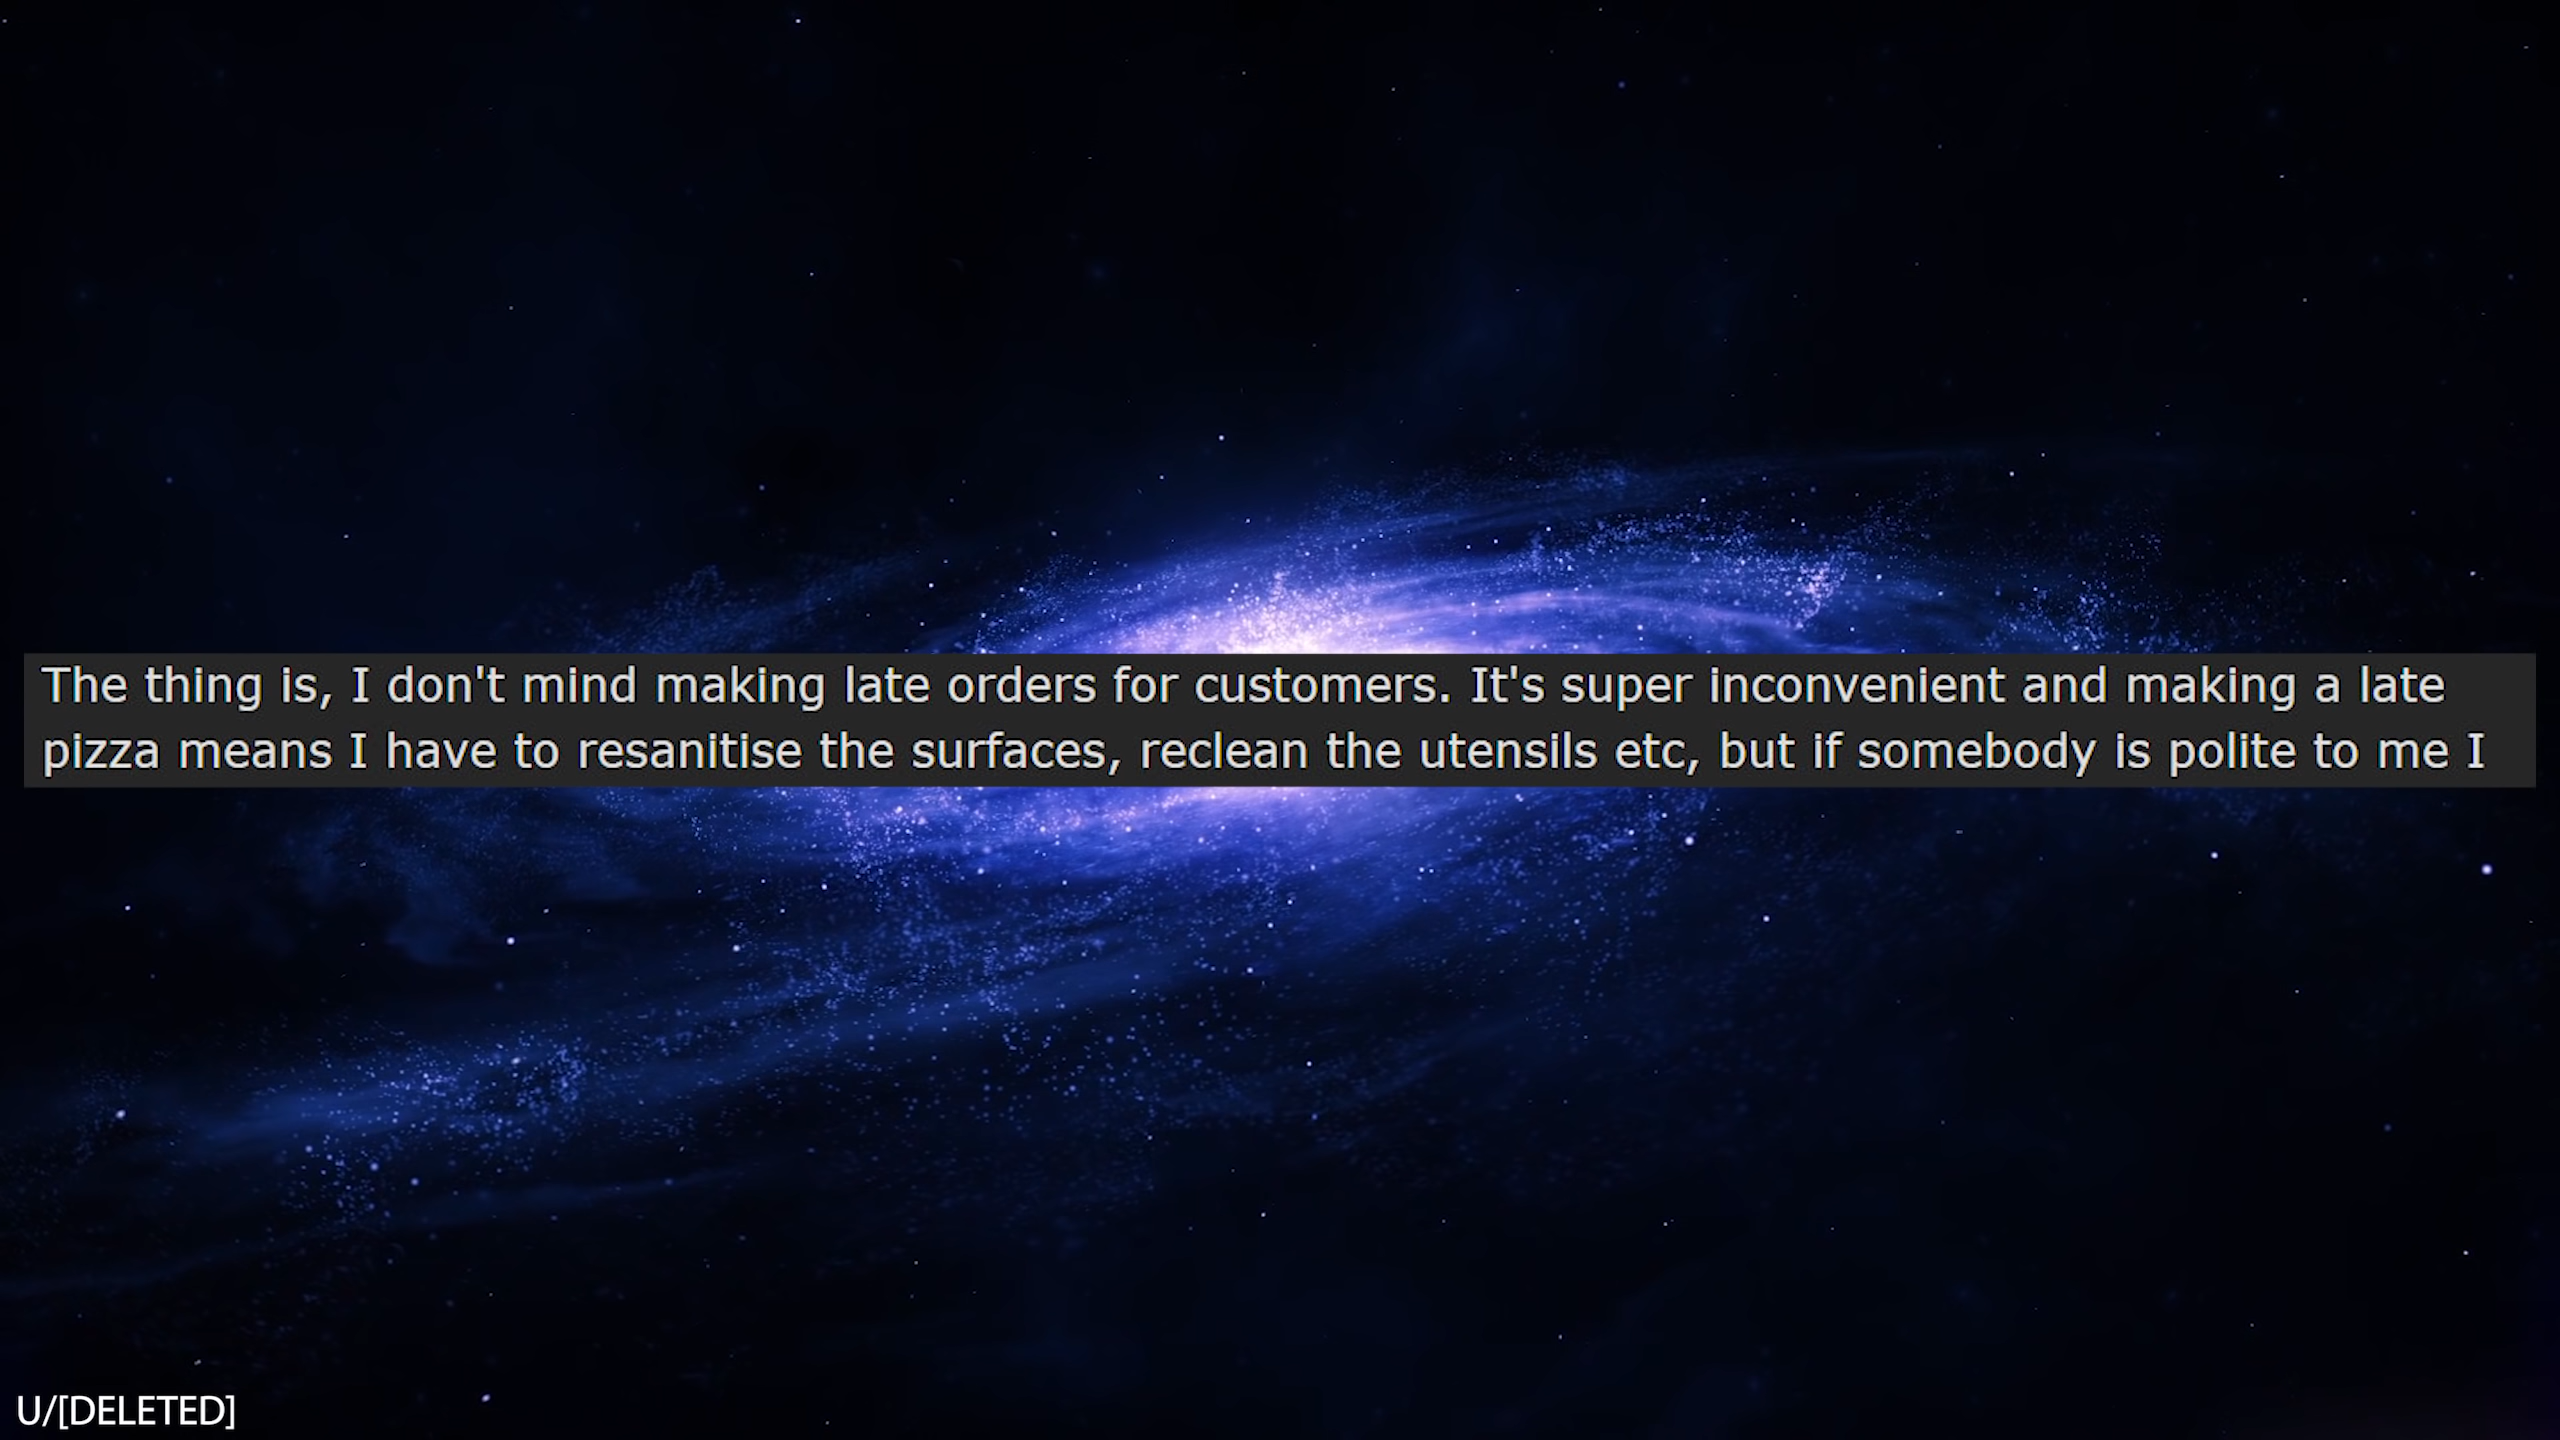 The thing is, I don't mind making late orders for customers. It's super inconvenient and making a late
pizza means I have to resanitise the surfaces, reclean the utensils etc, but if somebody is polite to me I
U/[DELETED]